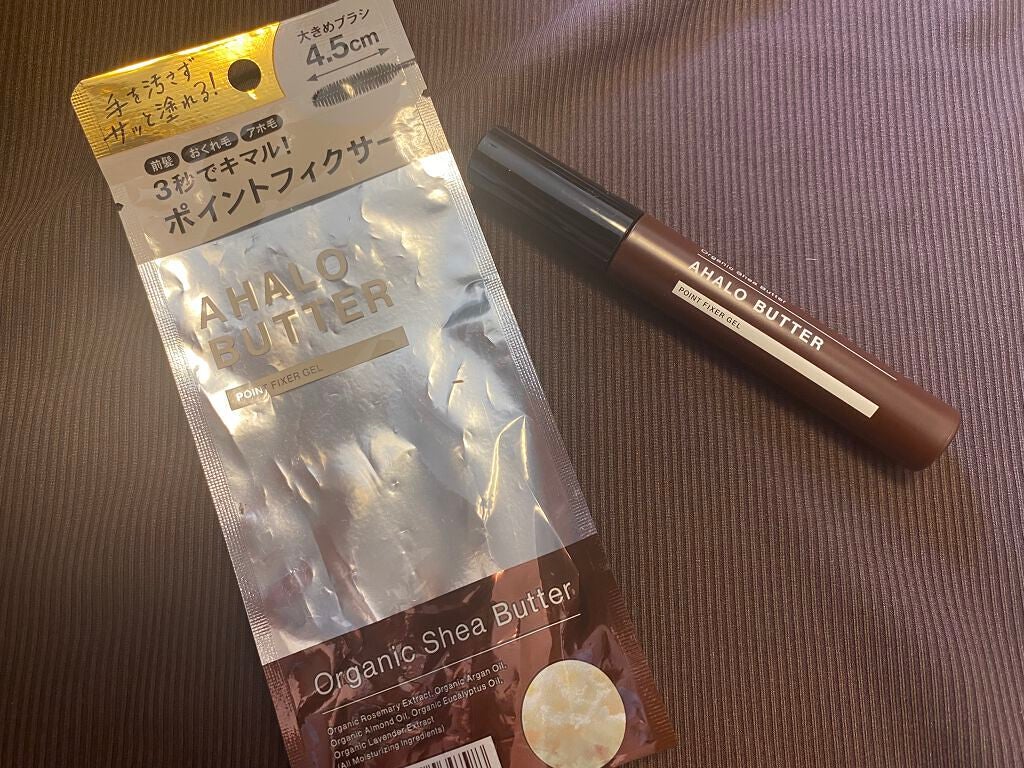 手を汚さず
サッと塗れる!
大きめブラシ
4.5cm
前髪 おくれ毛 アホ毛
3秒でキマル!
ポイントフィクサー
AHALO
BUTTER
POINT FIXER GEL
Organic Shea Butter
Organic Rosemary Extract, Organic Argan Oil,
Organic Almond Oil, Organic Eucalyptus Oil,
Organic Lavender Extract
(All Moisturizing Ingredients)
Organic Shea Butter
AHALO BUTTER
POINT FIXER GEL